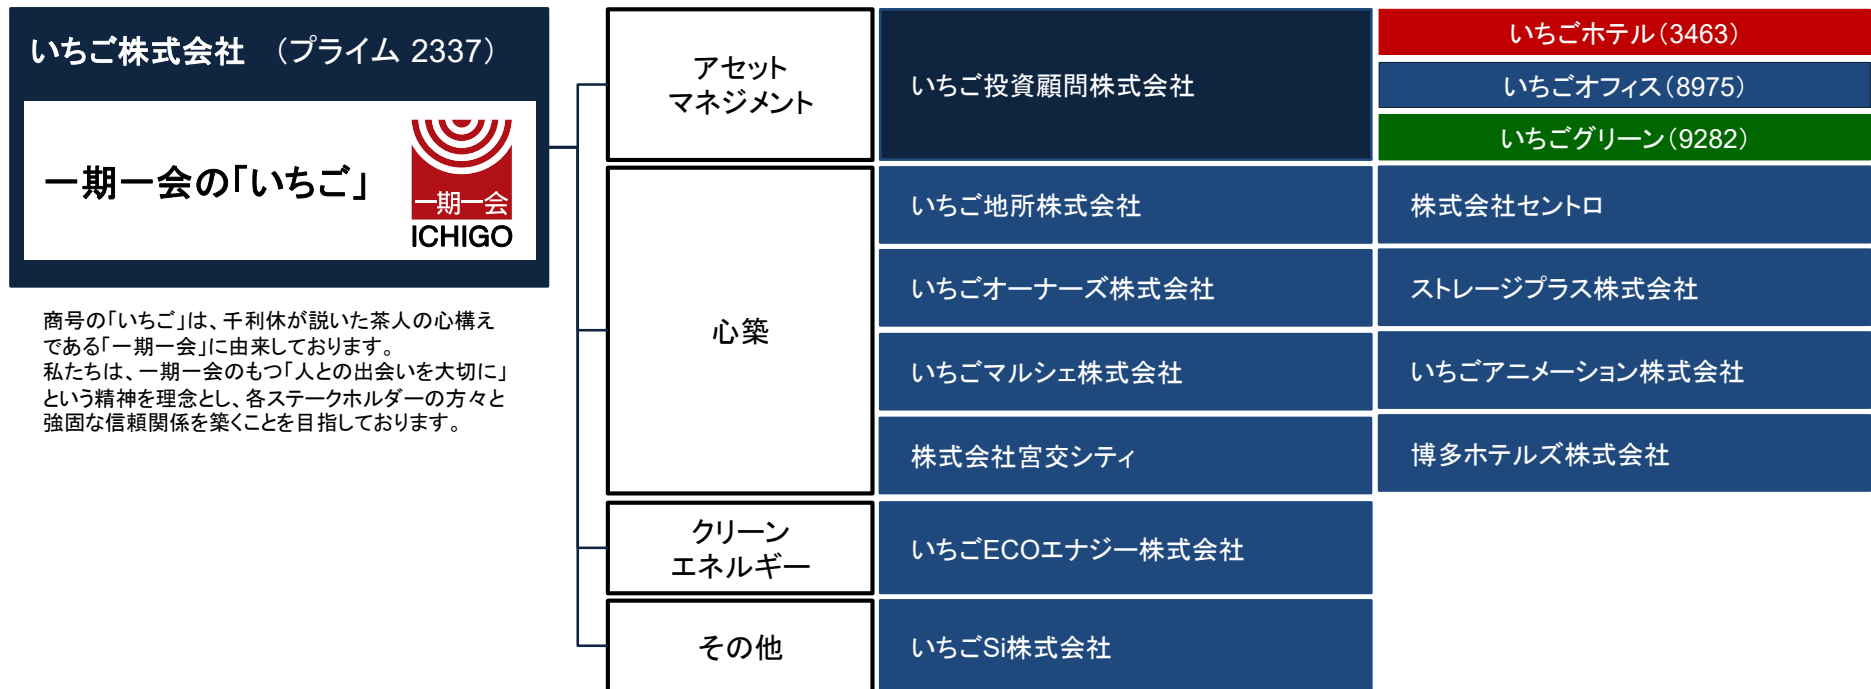 いちご株式会社 （プライム 2337）
一期一会の「いちご」
一期一会
ICHIGO
商号の「いちご」は、千利休が説いた茶人の心構え
である「一期一会」に由来しております。
私たちは、一期一会のもつ「人との出会いを大切に」
という精神を理念とし、各ステークホルダーの方々と
強固な信頼関係を築くことを目指しております。
アセット
マネジメント
いちご投資顧問株式会社
いちごホテル（3463）
いちごオフィス（8975）
いちごグリーン（9282）
心築
いちご地所株式会社
株式会社セントロ
いちごオーナーズ株式会社
ストレージプラス株式会社
いちごマルシェ株式会社
いちごアニメーション株式会社
株式会社宮交シティ
博多ホテルズ株式会社
クリーン
エネルギー
いちごECOエナジー株式会社
その他
いちごSi株式会社